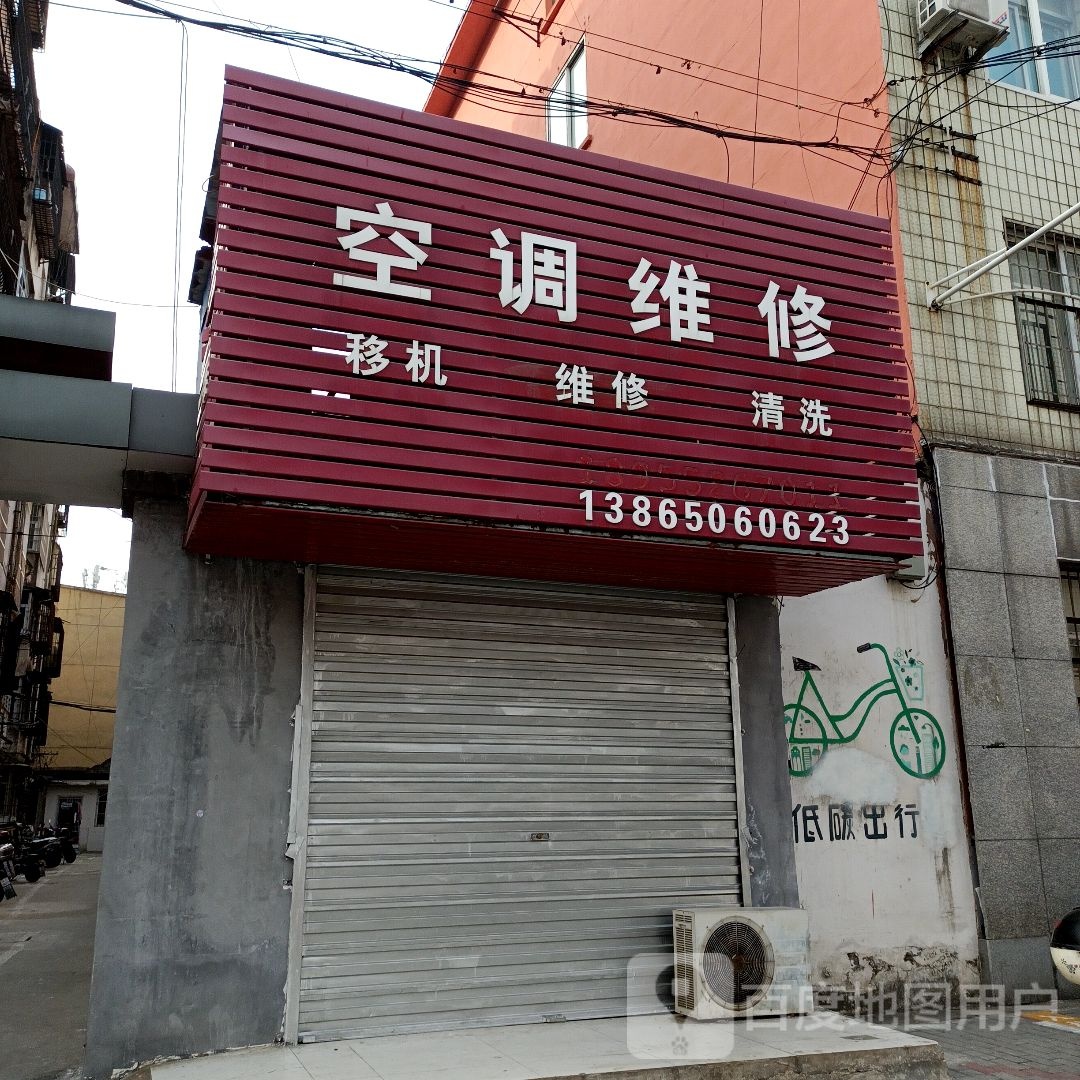 空调维修
移机 维修 清洗
13865060623
低碳出行
百度地图用户